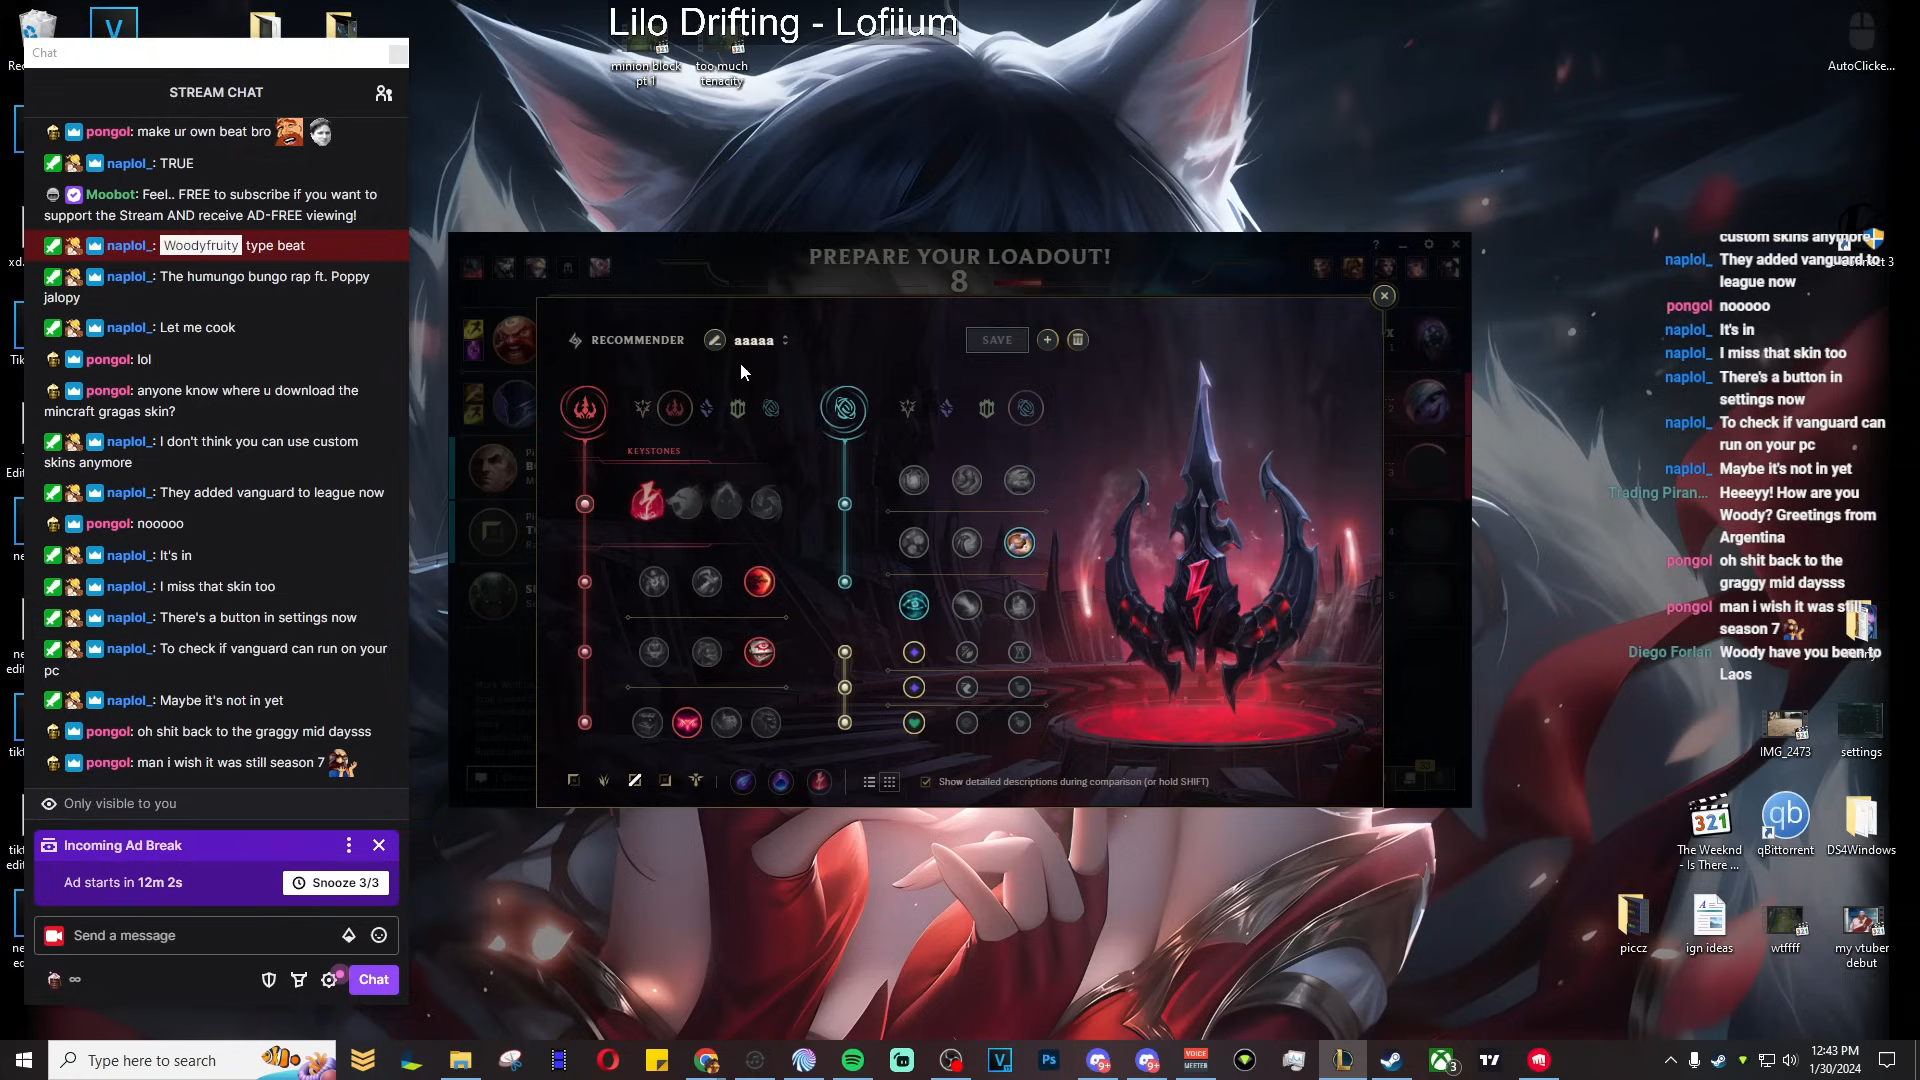 Lilo Drifting - Lofiium
minion block
pt 1
too much
tenacity
AutoClicke...
Chat
STREAM CHAT
pongol: make ur own beat bro
naplol_: TRUE
Moobot: Feel.. FREE to subscribe if you want to
support the Stream AND receive AD-FREE viewing!
naplol_: Woodyfruity type beat
naplol_: The humungo bungo rap ft. Poppy
jalopy
naplol_: Let me cook
pongol: lol
pongol: anyone know where u download the
mincraft gragas skin?
naplol_: I don't think you can use custom
skins anymore
naplol_: They added vanguard to league now
pongol: nooooo
naplol_: It's in
naplol_: I miss that skin too
naplol_: There's a button in settings now
naplol_: To check if vanguard can run on your
pc
naplol_: Maybe it's not in yet
pongol: oh shit back to the graggy mid daysss
pongol: man i wish it was still season 7
Only visible to you
Incoming Ad Break
Ad starts in 12m 2s
Snooze 3/3
Send a message
Chat
PREPARE YOUR LOADOUT!
8
RECOMMENDER
aaaaa
SAVE
KEYSTONES
Show detailed descriptions during comparison (or hold SHIFT)
custom skins anymore
naplol_ They added vanguard to
league now
pongol nooooo
naplol_ It's in
naplol_ I miss that skin too
naplol_ There's a button in
settings now
naplol_ To check if vanguard can
run on your pc
naplol_ Maybe it's not in yet
Trading Piran... Heeeyy! How are you
Woody? Greetings from
Argentina
pongol oh shit back to the
graggy mid daysss
pongol man i wish it was still
season 7
Diego Forlan Woody have you been to
Laos
IMG_2473
settings
The Weeknd
- Is There ...
qBittorrent
DS4Windows
piccz
ign ideas
wtffff
my vtuber
debut
Type here to search
12:43 PM
1/30/2024